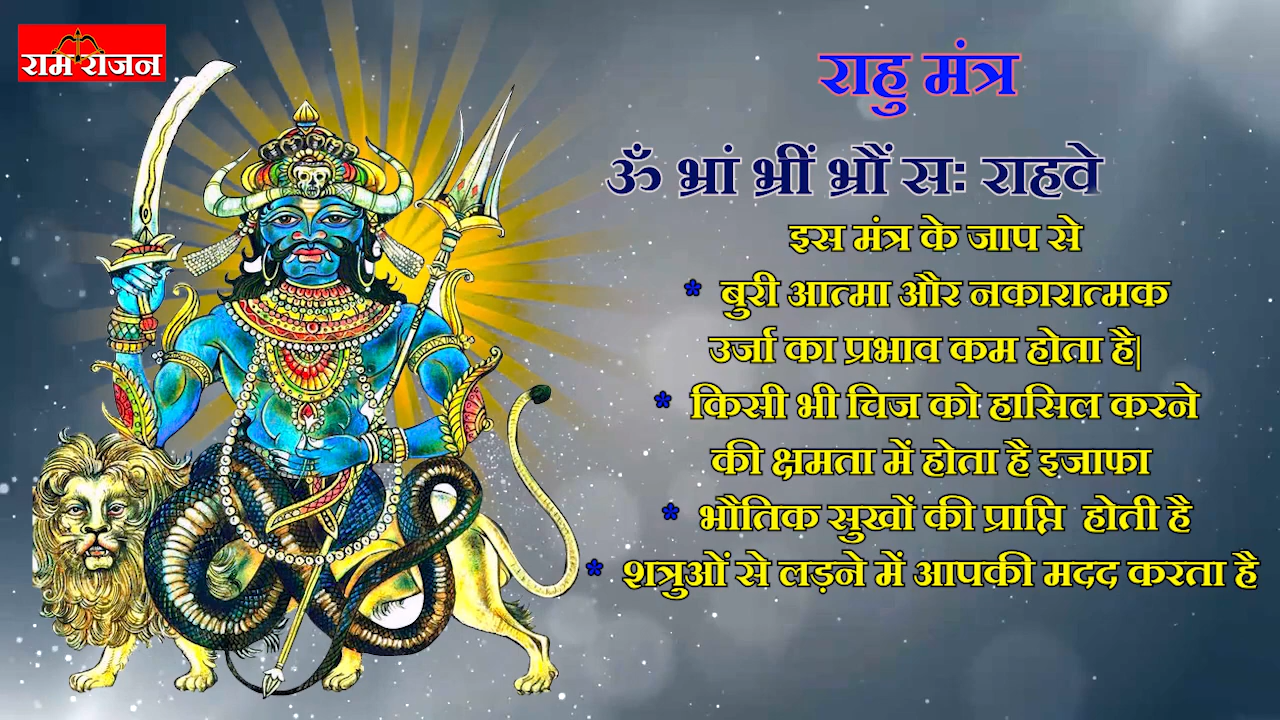 राम रांजन
राहु मंत्र
ॐ भ्रां भ्रीं भ्रौं सः राहवे
इस मंत्र के जाप से
* बुरी आत्मा और नकारात्मक
उर्जा का प्रभाव कम होता है|
* किसी भी चिज को हासिल करने
की क्षमता में होता है इजाफा
* भौतिक सुखों की प्राप्ति होती है
* शत्रुओं से लड़ने में आपकी मदद करता है